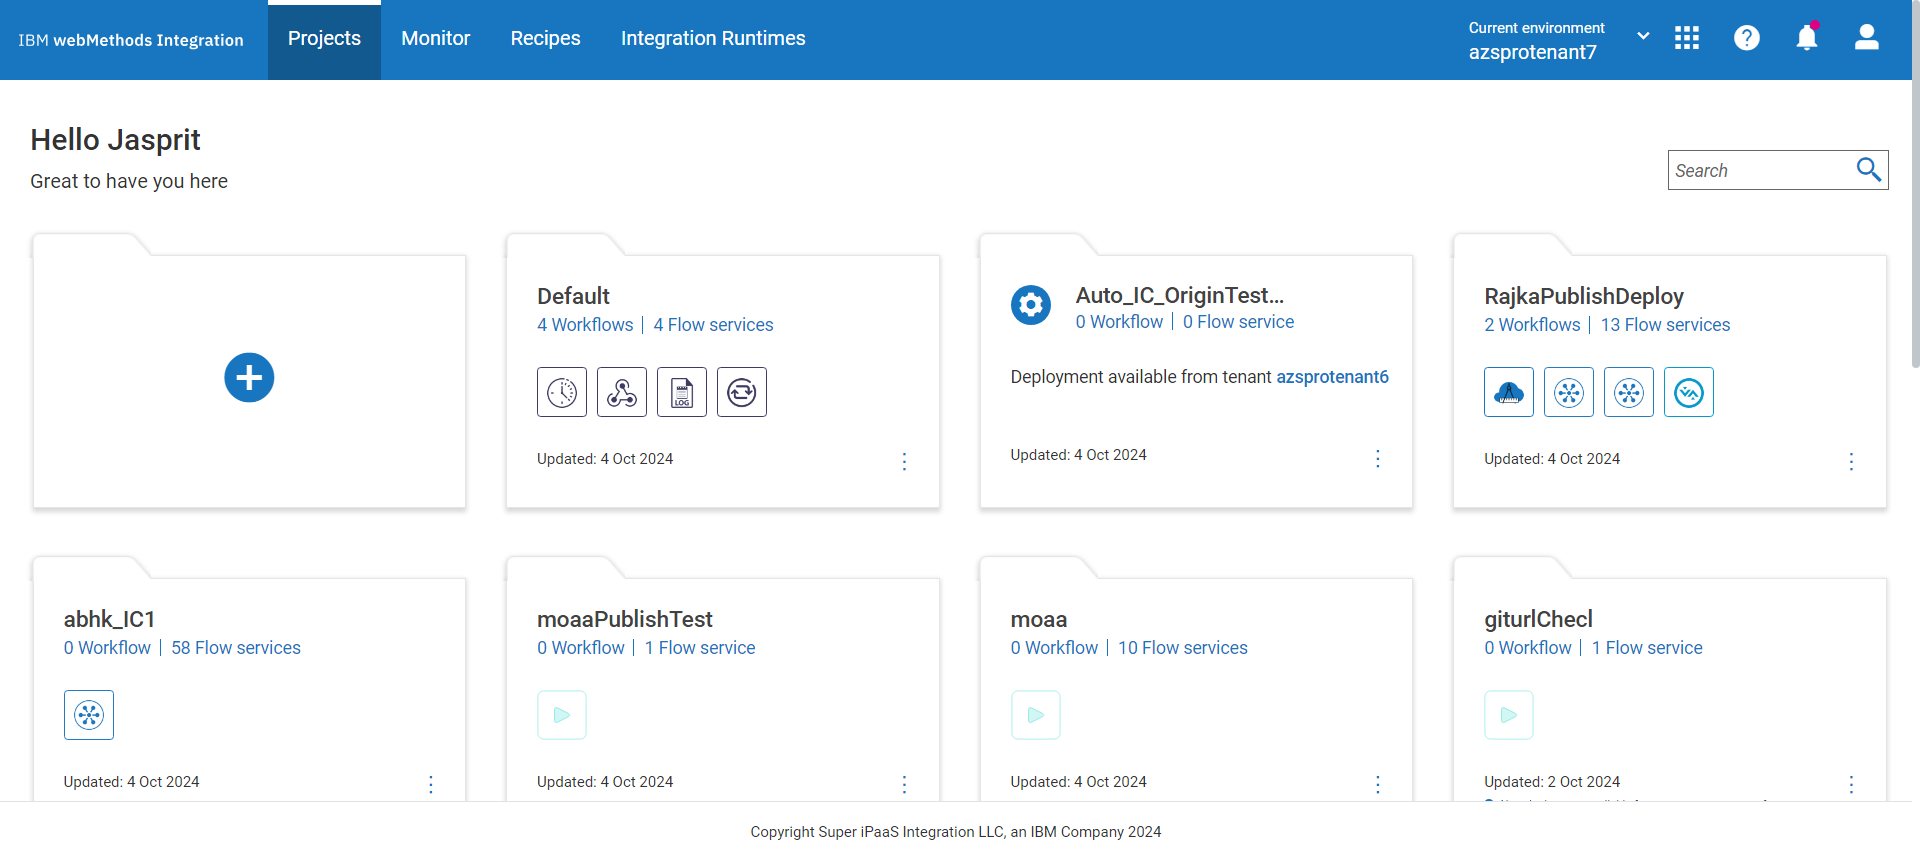 IBM webMethods Integration
Projects
Monitor
Recipes
Integration Runtimes
Current environment
azsprotenant7
Hello Jasprit
Great to have you here
Search
Default
4 Workflows | 4 Flow services
LOG
Updated: 4 Oct 2024
Auto_IC_OriginTest...
0 Workflow | 0 Flow service
Deployment available from tenant azsprotenant6
Updated: 4 Oct 2024
RajkaPublishDeploy
2 Workflows | 13 Flow services
Updated: 4 Oct 2024
abhk_IC1
0 Workflow | 58 Flow services
Updated: 4 Oct 2024
moaaPublishTest
0 Workflow | 1 Flow service
Updated: 4 Oct 2024
moaa
0 Workflow | 10 Flow services
Updated: 4 Oct 2024
giturlChecl
0 Workflow | 1 Flow service
Updated: 2 Oct 2024
Copyright Super iPaaS Integration LLC, an IBM Company 2024